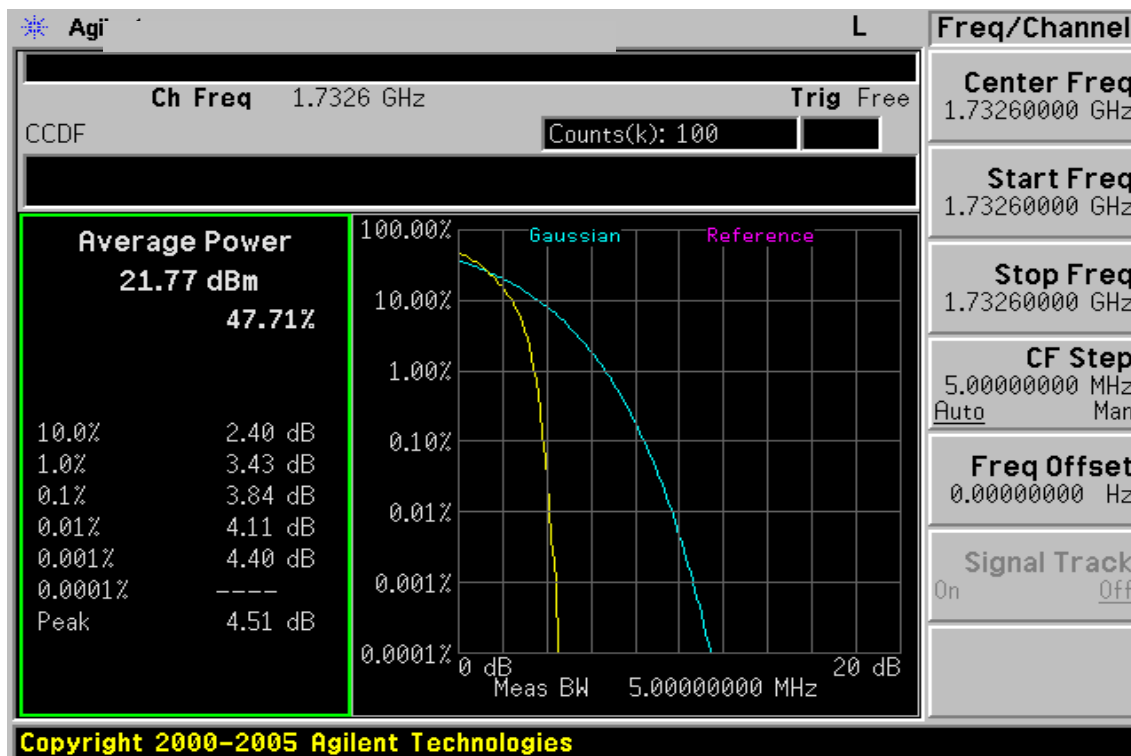 Agi L Freq/Channel
Ch Freq 1.7326 GHz Trig Free
CCDF Counts(k): 100
Average Power
21.77 dBm
47.71%
10.0% 2.40 dB
1.0% 3.43 dB
0.1% 3.84 dB
0.01% 4.11 dB
0.001% 4.40 dB
0.0001% ----
Peak 4.51 dB
Gaussian Reference
100.00%
10.00%
1.00%
0.10%
0.01%
0.001%
0.0001%
0 dB 20 dB
Meas BW 5.00000000 MHz
Center Freq
1.73260000 GHz
Start Freq
1.73260000 GHz
Stop Freq
1.73260000 GHz
CF Step
5.00000000 MHz
Auto Man
Freq Offset
0.00000000 Hz
Signal Track
On Off
Copyright 2000-2005 Agilent Technologies